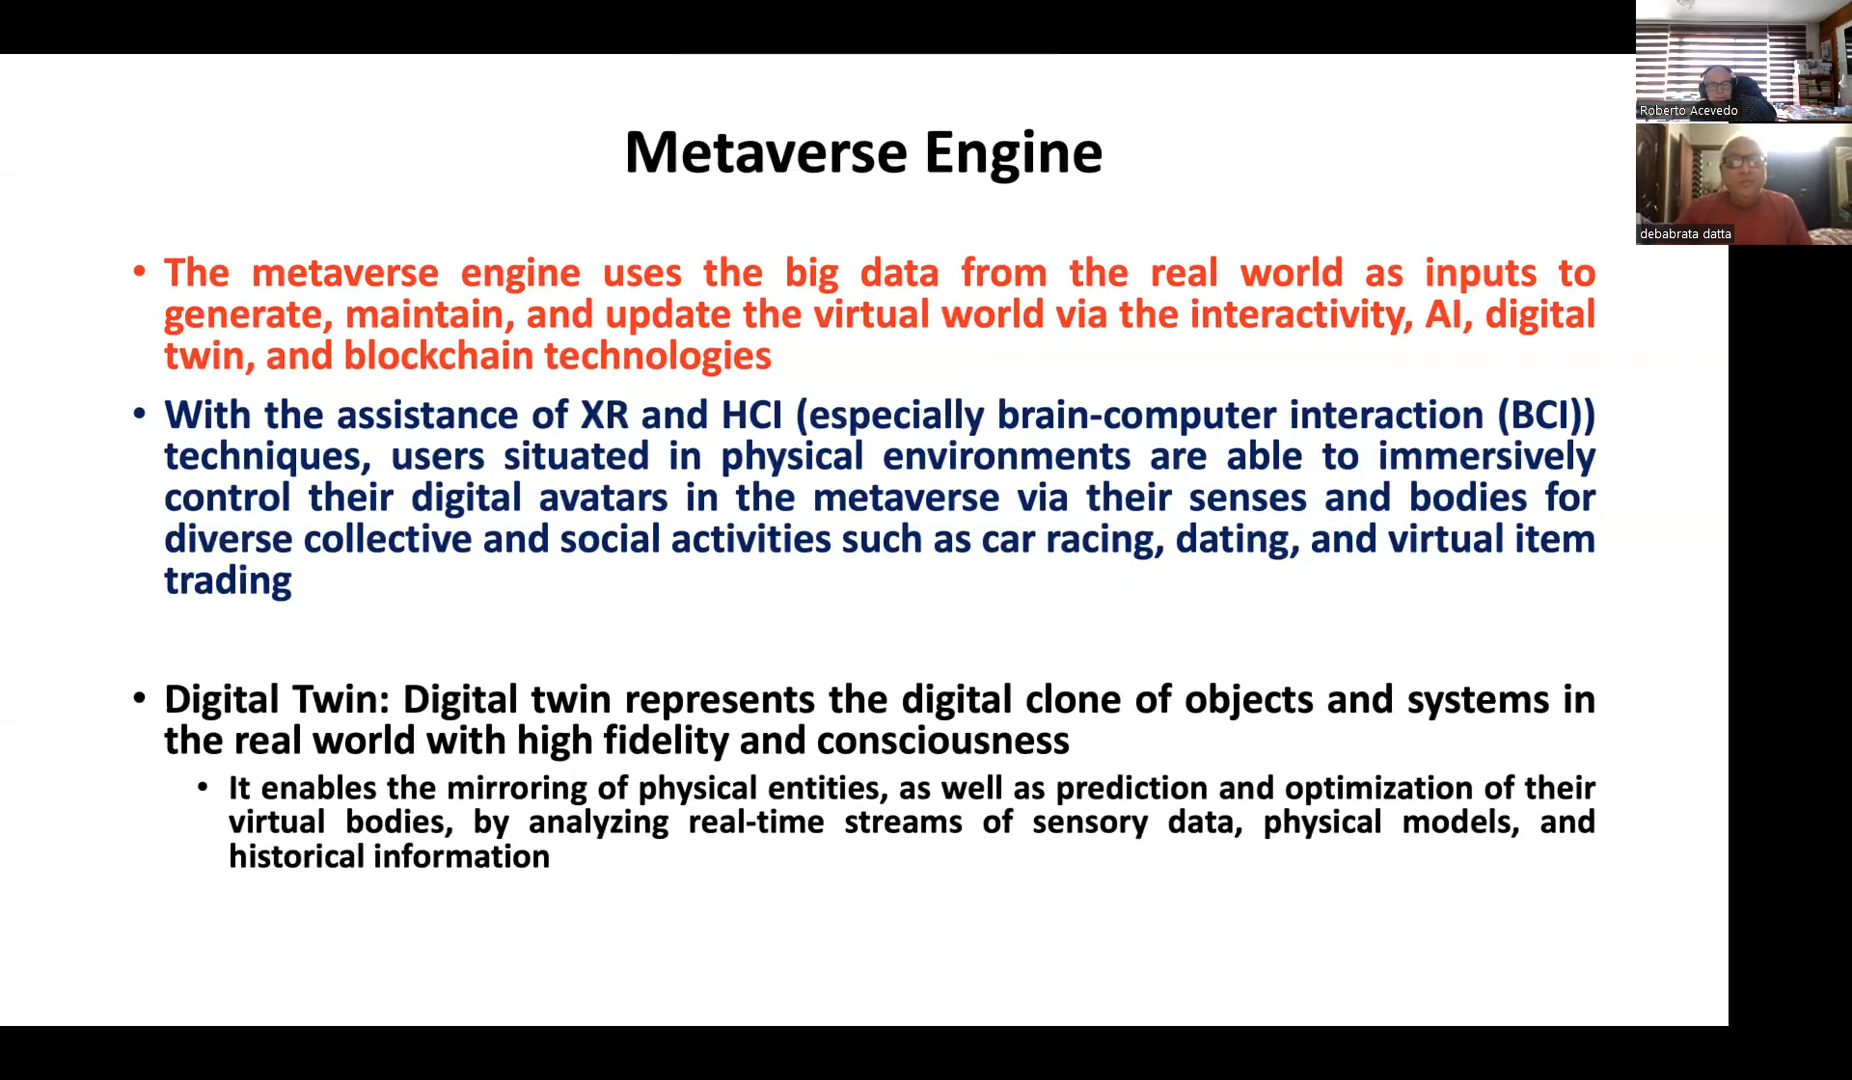 Metaverse Engine
• The metaverse engine uses the big data from the real world as inputs to
generate, maintain, and update the virtual world via the interactivity, AI, digital
twin, and blockchain technologies
• With the assistance of XR and HCI (especially brain-computer interaction (BCI))
techniques, users situated in physical environments are able to immersively
control their digital avatars in the metaverse via their senses and bodies for
diverse collective and social activities such as car racing, dating, and virtual item
trading
• Digital Twin: Digital twin represents the digital clone of objects and systems in
the real world with high fidelity and consciousness
• It enables the mirroring of physical entities, as well as prediction and optimization of their
virtual bodies, by analyzing real-time streams of sensory data, physical models, and
historical information
Roberto Acevedo
debabrata datta